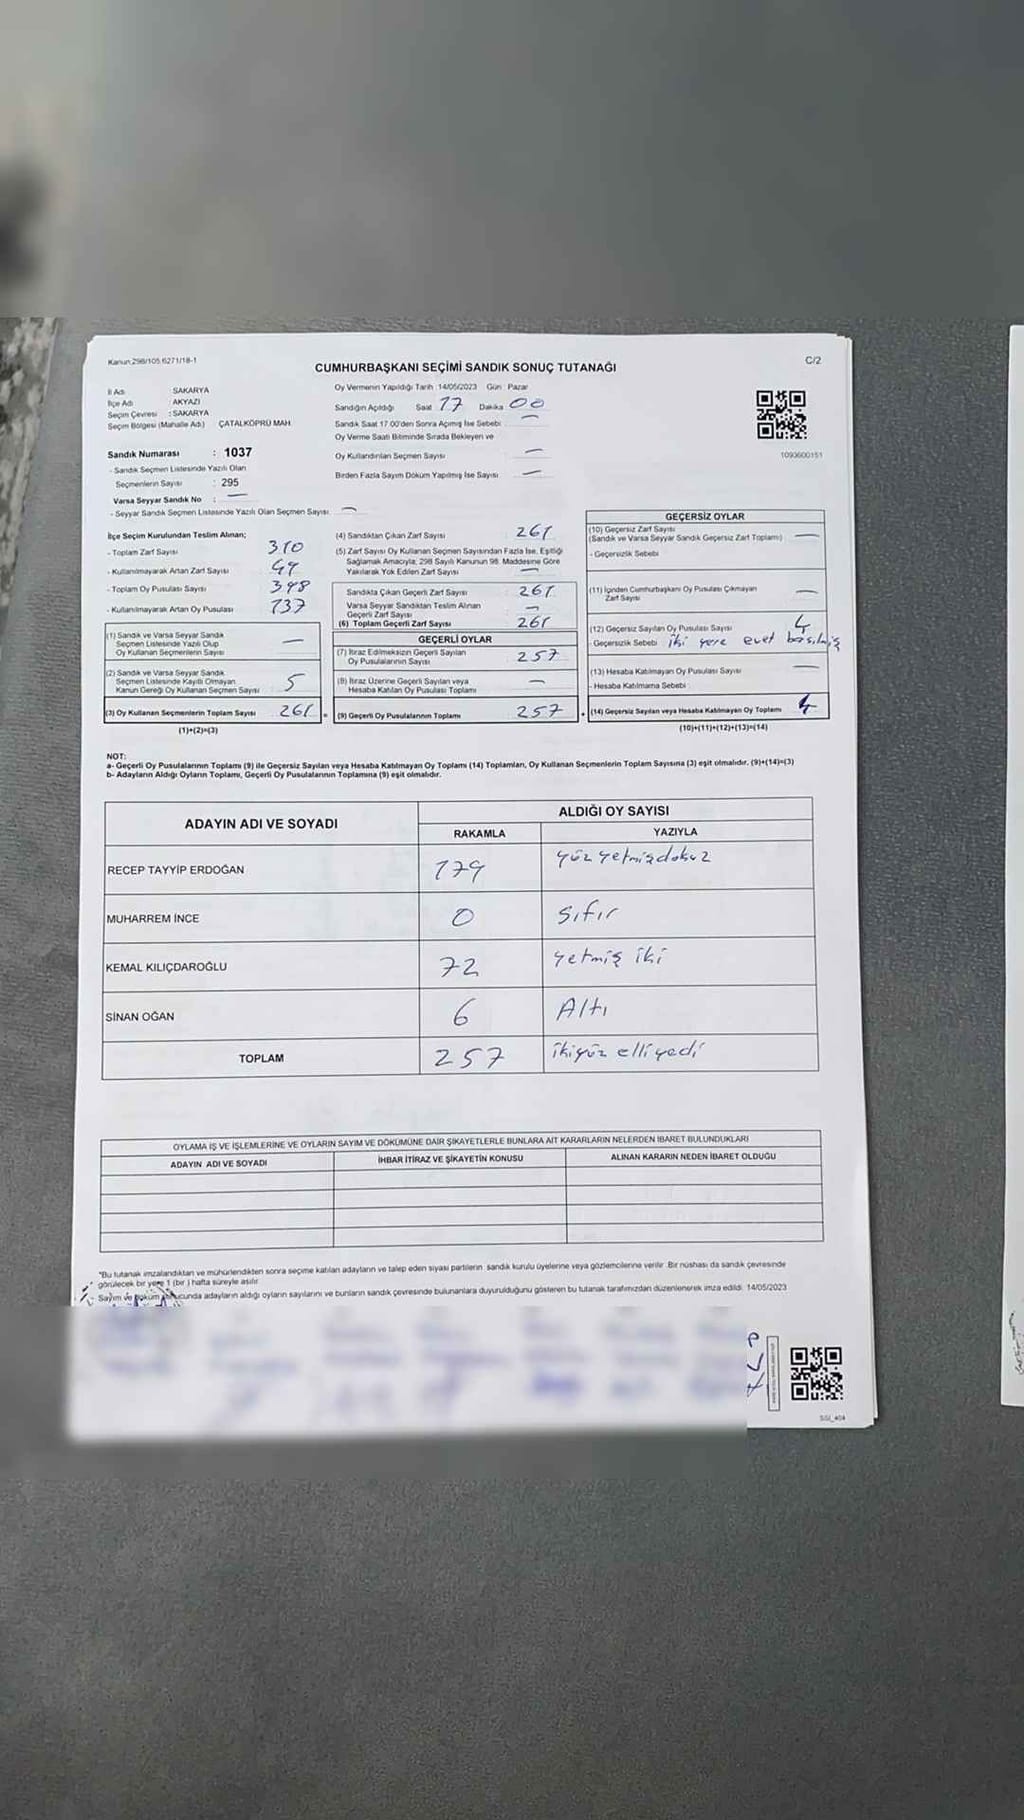 Kanun:298/105 6271/18-1
C/2
CUMHURBAŞKANI SEÇİMİ SANDIK SONUÇ TUTANAĞI
İl Adı SAKARYA
İlçe Adı : AKYAZI
Seçim Çevresi : SAKARYA
Seçim Bölgesi (Mahalle Adı) ÇATALKÖPRÜ MAH.
Sandık Numarası : 1037
- Sandık Seçmen Listesinde Yazılı Olan
Seçmenlerin Sayısı : 295
Varsa Seyyar Sandık No : —
- Seyyar Sandık Seçmen Listesinde Yazılı Olan Seçmen Sayısı: —
Oy Vermenin Yapıldığı Tarih :14/05/2023 Gün : Pazar
Sandığın Açıldığı Saat 17 Dakika 00
Sandık Saat 17.00'den Sonra Açımış İse Sebebi —
Oy Verme Saati Bitiminde Sırada Bekleyen ve
Oy Kullandırılan Seçmen Sayısı —
Birden Fazla Sayım Döküm Yapılmış İse Sayısı —
1093600151
İlçe Seçim Kurulundan Teslim Alınan;
- Toplam Zarf Sayısı 310
- Kullanılmayarak Artan Zarf Sayısı 49
- Toplam Oy Pusulası Sayısı 398
- Kullanılmayarak Artan Oy Pusulası 137
(1) Sandık ve Varsa Seyyar Sandık
Seçmen Listesinde Yazılı Olup
Oy Kullanan Seçmenlerin Sayısı —
(2) Sandık ve Varsa Seyyar Sandık
Seçmen Listesinde Kayıtlı Olmayan
Kanun Gereği Oy Kullanan Seçmen Sayısı 5
(3) Oy Kullanan Seçmenlerin Toplam Sayısı 261
(1)+(2)=(3)
(4) Sandıktan Çıkan Zarf Sayısı 261
(5) Zarf Sayısı Oy Kullanan Seçmen Sayısından Fazla İse, Eşitliği
Sağlamak Amacıyla; 298 Sayılı Kanunun 98. Maddesine Göre
Yakılarak Yok Edilen Zarf Sayısı —
Sandıkta Çıkan Geçerli Zarf Sayısı 261
Varsa Seyyar Sandıktan Teslim Alınan
Geçerli Zarf Sayısı —
(6) Toplam Geçerli Zarf Sayısı 261
GEÇERLİ OYLAR
(7) İtiraz Edilmeksizin Geçerli Sayılan
Oy Pusulalarının Sayısı 257
(8) İtiraz Üzerine Geçerli Sayılan veya
Hesaba Katılan Oy Pusulası Toplamı —
(9) Geçerli Oy Pusulalarının Toplamı 257
GEÇERSİZ OYLAR
(10) Geçersiz Zarf Sayısı
(Sandık ve Varsa Seyyar Sandık Geçersiz Zarf Toplamı) —
- Geçersizlik Sebebi
(11) İçinden Cumhurbaşkanı Oy Pusulası Çıkmayan
Zarf Sayısı —
(12) Geçersiz Sayılan Oy Pusulası Sayısı 4
- Geçersizlik Sebebi iki yere evet basılmış
(13) Hesaba Katılmayan Oy Pusulası Sayısı —
- Hesaba Katılmama Sebebi
(14) Geçersiz Sayılan veya Hesaba Katılmayan Oy Toplamı 4
(10)+(11)+(12)+(13)=(14)
NOT:
a- Geçerli Oy Pusulasının Toplamı (9) ile Geçersiz Sayılan veya Hesaba Katılmayan Oy Toplamı (14) Toplamları, Oy Kullanan Seçmenlerin Toplam Sayısına (3) eşit olmalıdır. (9)+(14)=(3)
b- Adayların Aldığı Oyların Toplamı, Geçerli Oy Pusulalarının Toplamına (9) eşit olmalıdır.
ADAYIN ADI VE SOYADI
ALDIĞI OY SAYISI
RAKAMLA YAZIYLA
RECEP TAYYİP ERDOĞAN 179 yüz yetmişdokuz
MUHARREM İNCE 0 sıfır
KEMAL KILIÇDAROĞLU 72 yetmiş iki
SİNAN OĞAN 6 Altı
TOPLAM 257 ikiyüz elli yedi
OYLAMA İŞ VE İŞLEMLERİNE VE OYLARIN SAYIM VE DÖKÜMÜNE DAİR ŞİKAYETLERLE BUNLARA AİT KARARLARIN NELERDEN İBARET BULUNDUKLARI
ADAYIN ADI VE SOYADI İHBAR İTİRAZ VE ŞİKAYETİN KONUSU ALINAN KARARIN NEDEN İBARET OLDUĞU
"Bu tutanak imzalandıktan ve mühürlendikten sonra seçime katılan adayların ve talep eden siyasi partilerin sandık kurulu üyelerine veya gözlemcilerine verilir. Bir nüshası da sandık çevresinde
görülecek bir yere 1 (bir ) hafta süreyle asılır.
Sayım ve döküm sonucunda adayların aldığı oyların sayılarını ve bunların sandık çevresinde bulunanlara duyurulduğunu gösteren bu tutanak tarafımızdan düzenlenerek imza edildi. 14/05/2023